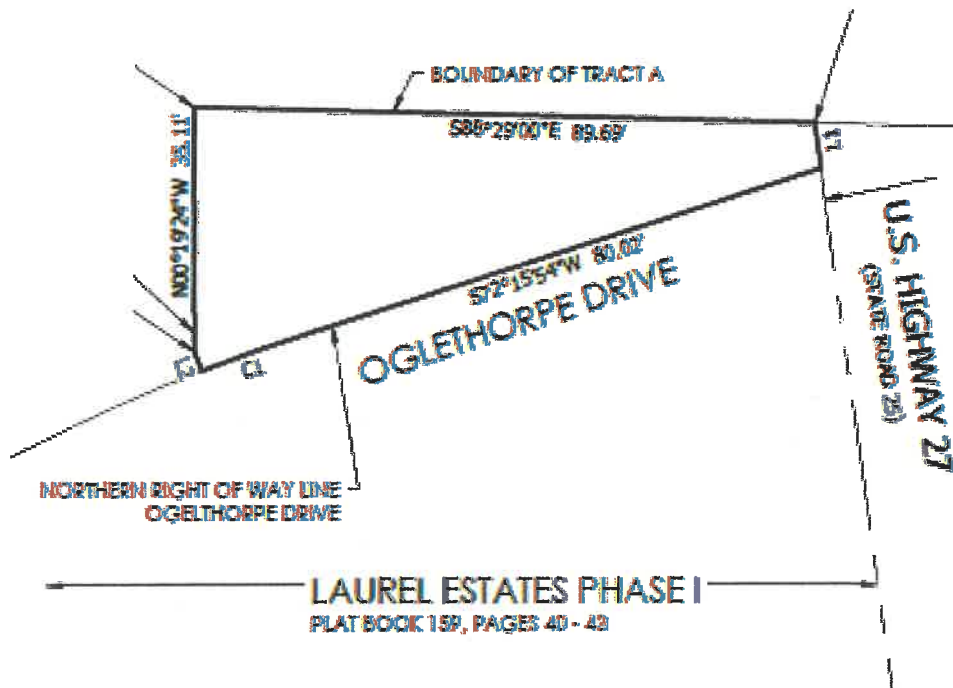 BOUNDARY OF TRACT A
S88°29'00"E 89.69'
L1
N00°19'24"W 35.11'
S72°15'54"W 80.02'
OGLETHORPE DRIVE
U.S. HIGHWAY 27
(STATE ROAD 25)
L2
C1
NORTHERN RIGHT OF WAY LINE
OGELTHORPE DRIVE
LAUREL ESTATES PHASE I
PLAT BOOK 159, PAGES 40 - 43